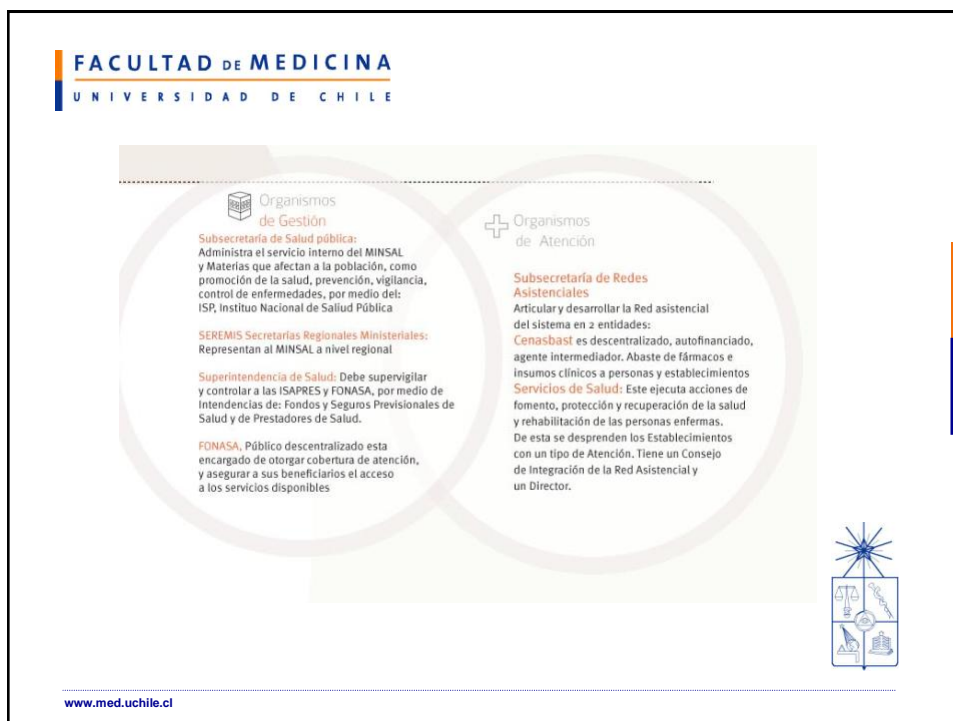 FACULTAD DE MEDICINA
UNIVERSIDAD DE CHILE
Organismos
de Gestión
Subsecretaría de Salud pública:
Administra el servicio interno del MINSAL
y Materias que afectan a la población, como
promoción de la salud, prevención, vigilancia,
control de enfermedades, por medio del:
ISP, Instituo Nacional de Saliud Pública
SEREMIS Secretarías Regionales Ministeriales:
Representan al MINSAL a nivel regional
Superintendencia de Salud: Debe supervigilar
y controlar a las ISAPRES y FONASA, por medio de
Intendencias de: Fondos y Seguros Previsionales de
Salud y de Prestadores de Salud.
FONASA, Público descentralizado esta
encargado de otorgar cobertura de atención,
y asegurar a sus beneficiarios el acceso
a los servicios disponibles
Organismos
de Atención
Subsecretaría de Redes
Asistenciales
Articular y desarrollar la Red asistencial
del sistema en 2 entidades:
Cenasbast es descentralizado, autofinanciado,
agente intermediador. Abaste de fármacos e
insumos clínicos a personas y establecimientos
Servicios de Salud: Este ejecuta acciones de
fomento, protección y recuperación de la salud
y rehabilitación de las personas enfermas.
De esta se desprenden los Establecimientos
con un tipo de Atención. Tiene un Consejo
de Integración de la Red Asistencial y
un Director.
www.med.uchile.cl